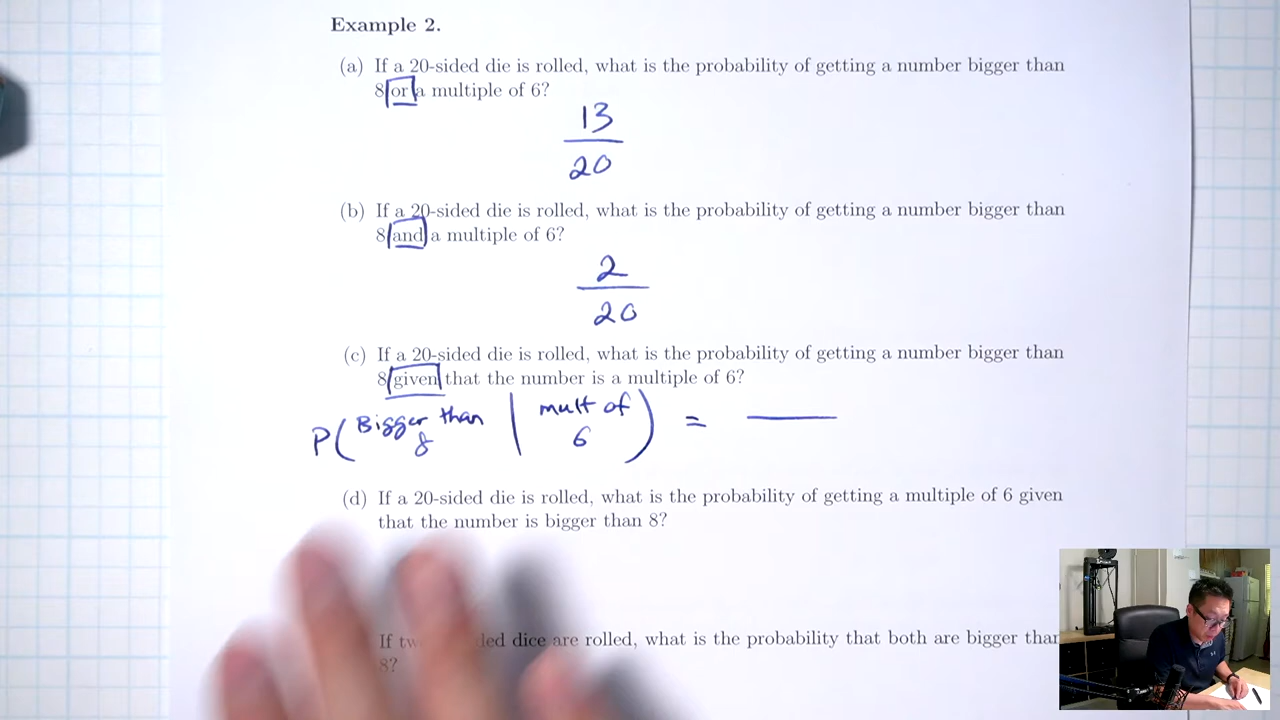 Example 2.
(a) If a 20-sided die is rolled, what is the probability of getting a number bigger than
8 or a multiple of 6?
13
20
(b) If a 20-sided die is rolled, what is the probability of getting a number bigger than
8 and a multiple of 6?
2
20
(c) If a 20-sided die is rolled, what is the probability of getting a number bigger than
8 given that the number is a multiple of 6?
P( Bigger than 8 | mult of 6 ) =
(d) If a 20-sided die is rolled, what is the probability of getting a multiple of 6 given
that the number is bigger than 8?
If dice are rolled, what is the probability that both are bigger than
8?